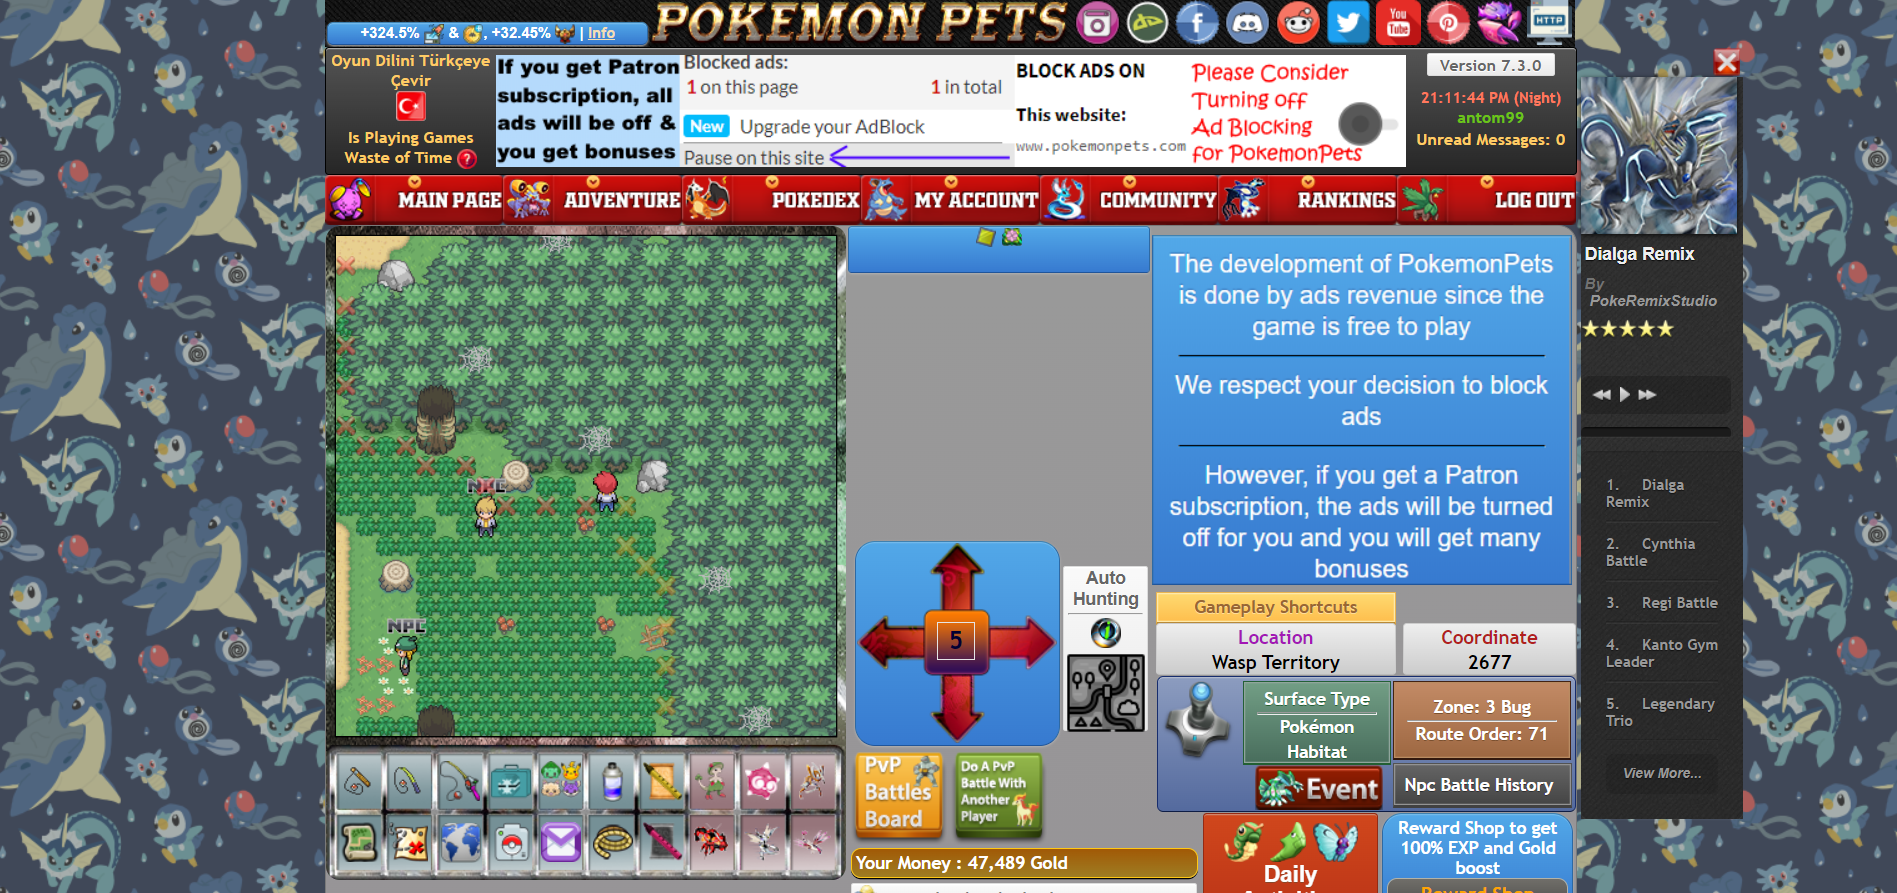 +324.5% & , +32.45% | Info
POKEMON PETS
You
Tube
HTTP
Oyun Dilini Türkçeye
Çevir
Is Playing Games
Waste of Time ?
If you get Patron
subscription, all
ads will be off &
you get bonuses
Blocked ads:
1 on this page 1 in total
New Upgrade your AdBlock
Pause on this site
BLOCK ADS ON
This website:
www.pokemonpets.com
Please Consider
Turning off
Ad Blocking
for PokemonPets
Version 7.3.0
21:11:44 PM (Night)
antom99
Unread Messages: 0
MAIN PAGE ADVENTURE POKEDEX MY ACCOUNT COMMUNITY RANKINGS LOG OUT
NPC
NPC
The development of PokemonPets
is done by ads revenue since the
game is free to play
We respect your decision to block
ads
However, if you get a Patron
subscription, the ads will be turned
off for you and you will get many
bonuses
5
Auto
Hunting
Gameplay Shortcuts
Location
Wasp Territory
Coordinate
2677
Surface Type
Pokémon
Habitat
Zone: 3 Bug
Route Order: 71
Event
Npc Battle History
PvP
Battles
Board
Do A PvP
Battle With
Another
Player
Your Money : 47,489 Gold
Daily
Reward Shop to get
100% EXP and Gold
boost
Reward Shop
Dialga Remix
By
PokeRemixStudio
1. Dialga
Remix
2. Cynthia
Battle
3. Regi Battle
4. Kanto Gym
Leader
5. Legendary
Trio
View More...